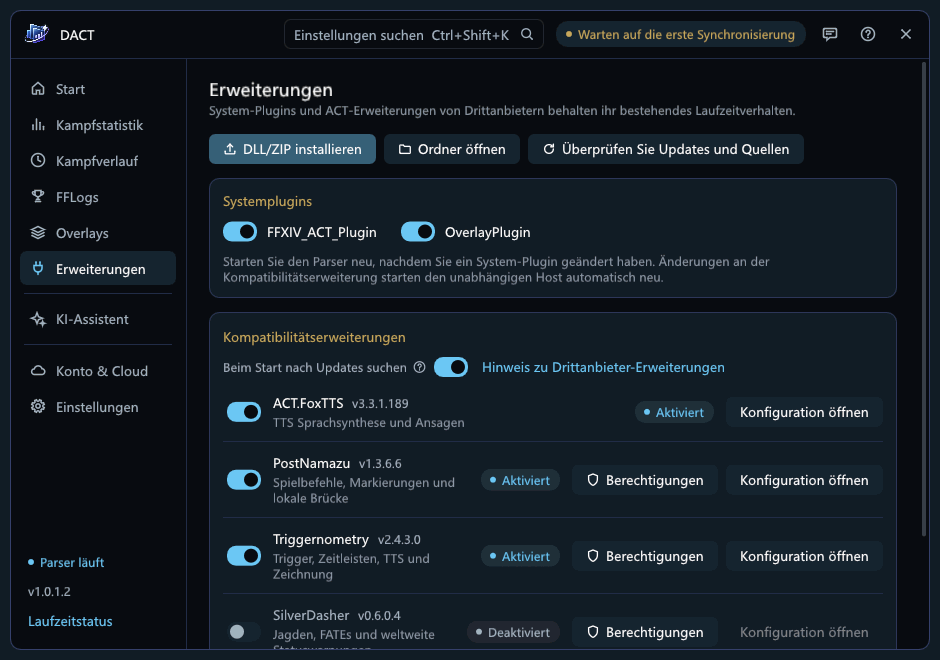 DACT
Einstellungen suchen Ctrl+Shift+K
Warten auf die erste Synchronisierung
Start
Kampfstatistik
Kampfverlauf
FFLogs
Overlays
Erweiterungen
KI-Assistent
Konto & Cloud
Einstellungen
Parser läuft
v1.0.1.2
Laufzeitstatus
Erweiterungen
System-Plugins und ACT-Erweiterungen von Drittanbietern behalten ihr bestehendes Laufzeitverhalten.
DLL/ZIP installieren
Ordner öffnen
Überprüfen Sie Updates und Quellen
Systemplugins
FFXIV_ACT_Plugin
OverlayPlugin
Starten Sie den Parser neu, nachdem Sie ein System-Plugin geändert haben. Änderungen an der
Kompatibilitätserweiterung starten den unabhängigen Host automatisch neu.
Kompatibilitätserweiterungen
Beim Start nach Updates suchen
Hinweis zu Drittanbieter-Erweiterungen
ACT.FoxTTS v3.3.1.189
TTS Sprachsynthese und Ansagen
Aktiviert
Konfiguration öffnen
PostNamazu v1.3.6.6
Spielbefehle, Markierungen und
lokale Brücke
Aktiviert
Berechtigungen
Konfiguration öffnen
Triggernometry v2.4.3.0
Trigger, Zeitleisten, TTS und
Zeichnung
Aktiviert
Berechtigungen
Konfiguration öffnen
SilverDasher v0.6.0.4
Jagden, FATEs und weltweite
Deaktiviert
Berechtigungen
Konfiguration öffnen